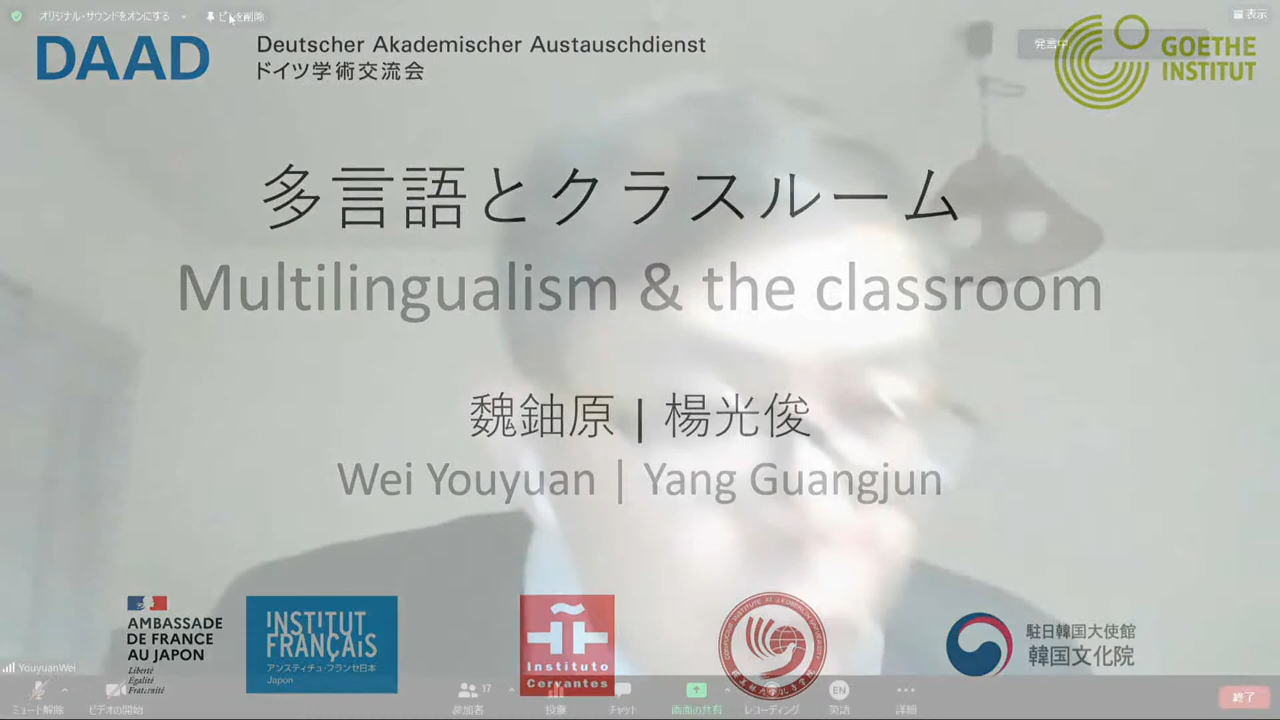 オリジナル・サウンドをオンにする
ピンを削除
表示
発言中
DAAD
Deutscher Akademischer Austauschdienst
ドイツ学術交流会
GOETHE
INSTITUT
多言語とクラスルーム
Multilingualism & the classroom
魏鈾原 | 楊光俊
Wei Youyuan | Yang Guangjun
AMBASSADE
DE FRANCE
AU JAPON
Liberté
Égalité
Fraternité
INSTITUT
FRANÇAIS
アンスティチュ・フランセ日本
Japon
Instituto
Cervantes
駐日韓国大使館
韓国文化院
YouyuanWei
ミュート解除
ビデオの開始
17
参加者
投票
チャット
画面の共有
レコーディング
EN
英語
詳細
終了